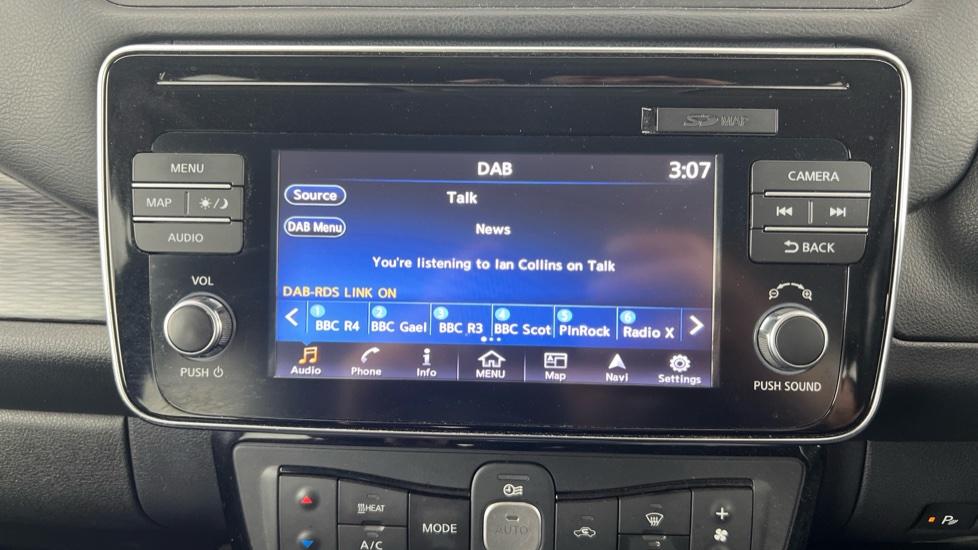 SD MAP
MENU
MAP
AUDIO
VOL
PUSH
DAB
3:07
Source
Talk
DAB Menu
News
You're listening to Ian Collins on Talk
DAB-RDS LINK ON
1 BBC R4
2 BBC Gael
3 BBC R3
4 BBC Scot
5 PlnRock
6 Radio X
Audio
Phone
Info
MENU
Map
Navi
Settings
CAMERA
BACK
PUSH SOUND
HEAT
A/C
MODE
AUTO
P